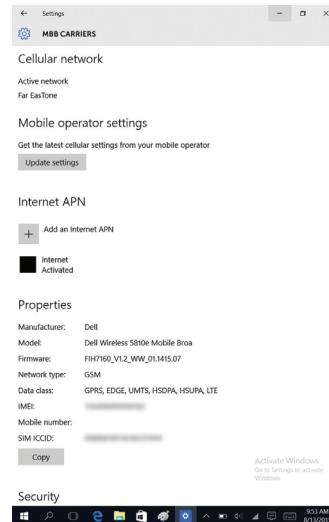 Settings
MBB CARRIERS
Cellular network
Active network
Far EasTone
Mobile operator settings
Get the latest cellular settings from your mobile operator
Update settings
Internet APN
Add an Internet APN
internet
Activated
Properties
Manufacturer: Dell
Model: Dell Wireless 5810e Mobile Broa
Firmware: FIH7160_V1.2_WW_01.1415.07
Network type: GSM
Data class: GPRS, EDGE, UMTS, HSDPA, HSUPA, LTE
IMEI:
Mobile number:
SIM ICCID:
Copy
Activate Windows
Go to Settings to activate
Windows.
Security
9:53 AM